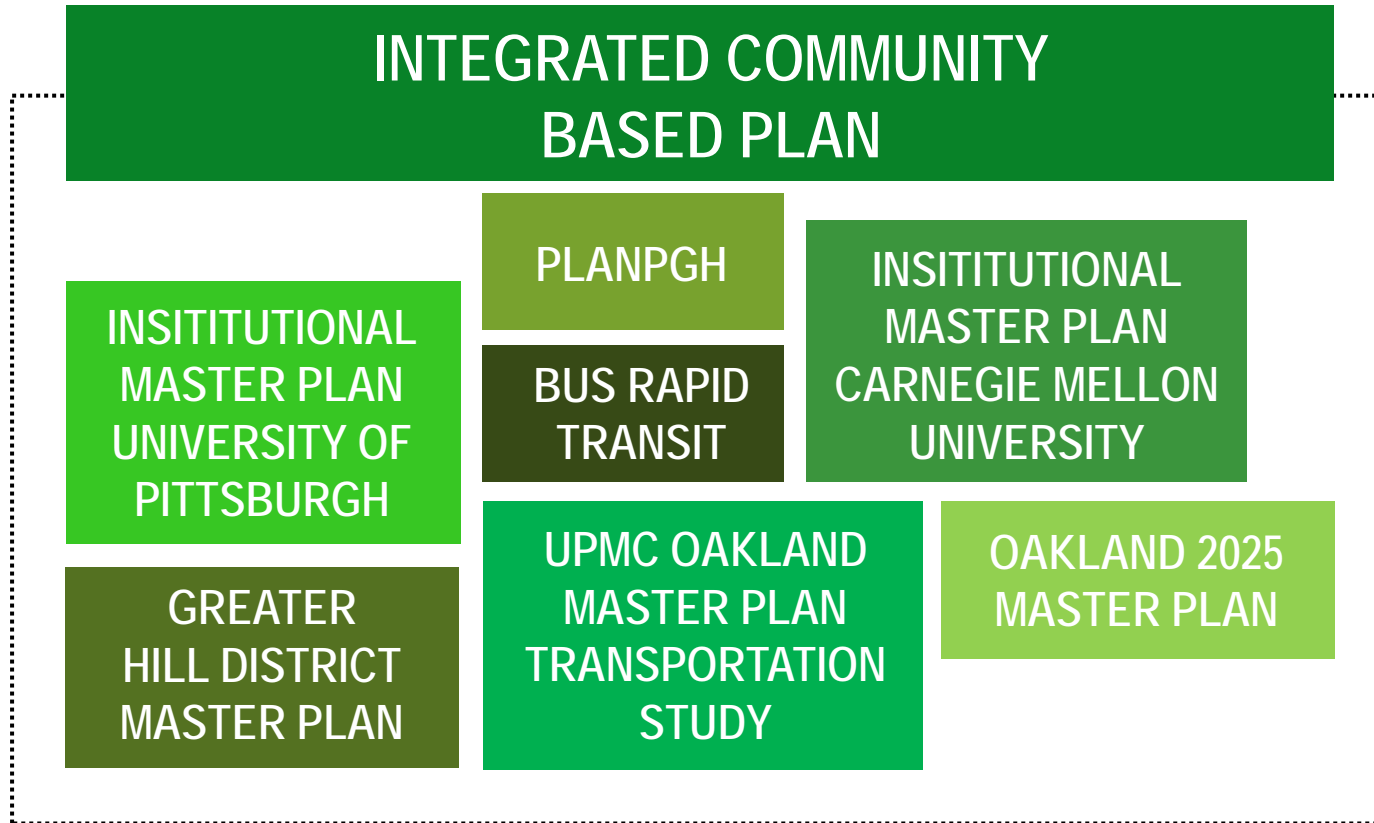 INTEGRATED COMMUNITY
BASED PLAN
PLANPGH
INSITITUTIONAL
MASTER PLAN
CARNEGIE MELLON
UNIVERSITY
INSITITUTIONAL
MASTER PLAN
UNIVERSITY OF
PITTSBURGH
BUS RAPID
TRANSIT
UPMC OAKLAND
MASTER PLAN
TRANSPORTATION
STUDY
OAKLAND 2025
MASTER PLAN
GREATER
HILL DISTRICT
MASTER PLAN